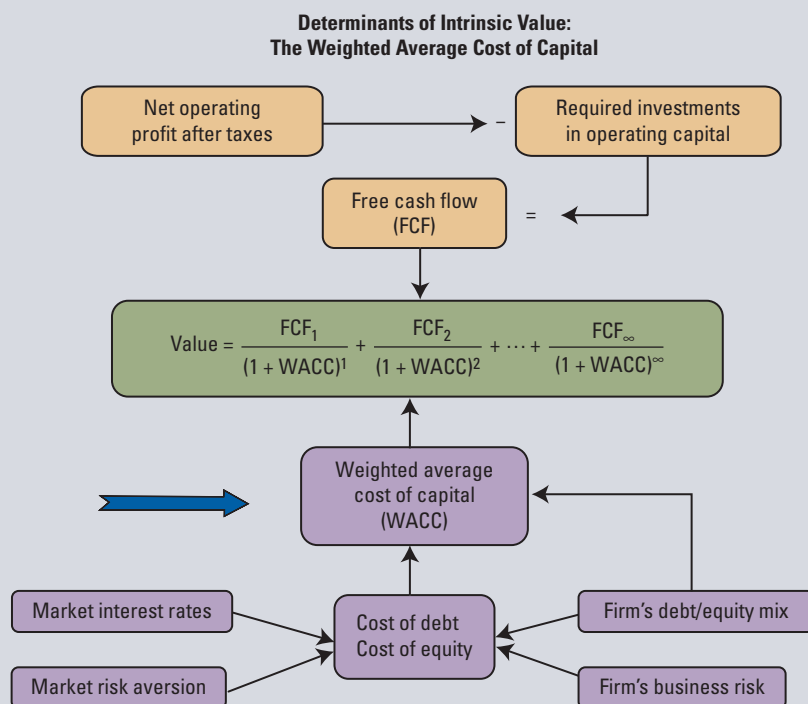 Determinants of Intrinsic Value:
The Weighted Average Cost of Capital
Net operating
profit after taxes
–
Required investments
in operating capital
Free cash flow
(FCF)
=
Value = FCF₁/(1 + WACC)¹ + FCF₂/(1 + WACC)² + ⋯ + FCF∞/(1 + WACC)^∞
Weighted average
cost of capital
(WACC)
Market interest rates
Cost of debt
Cost of equity
Firm's debt/equity mix
Market risk aversion
Firm's business risk